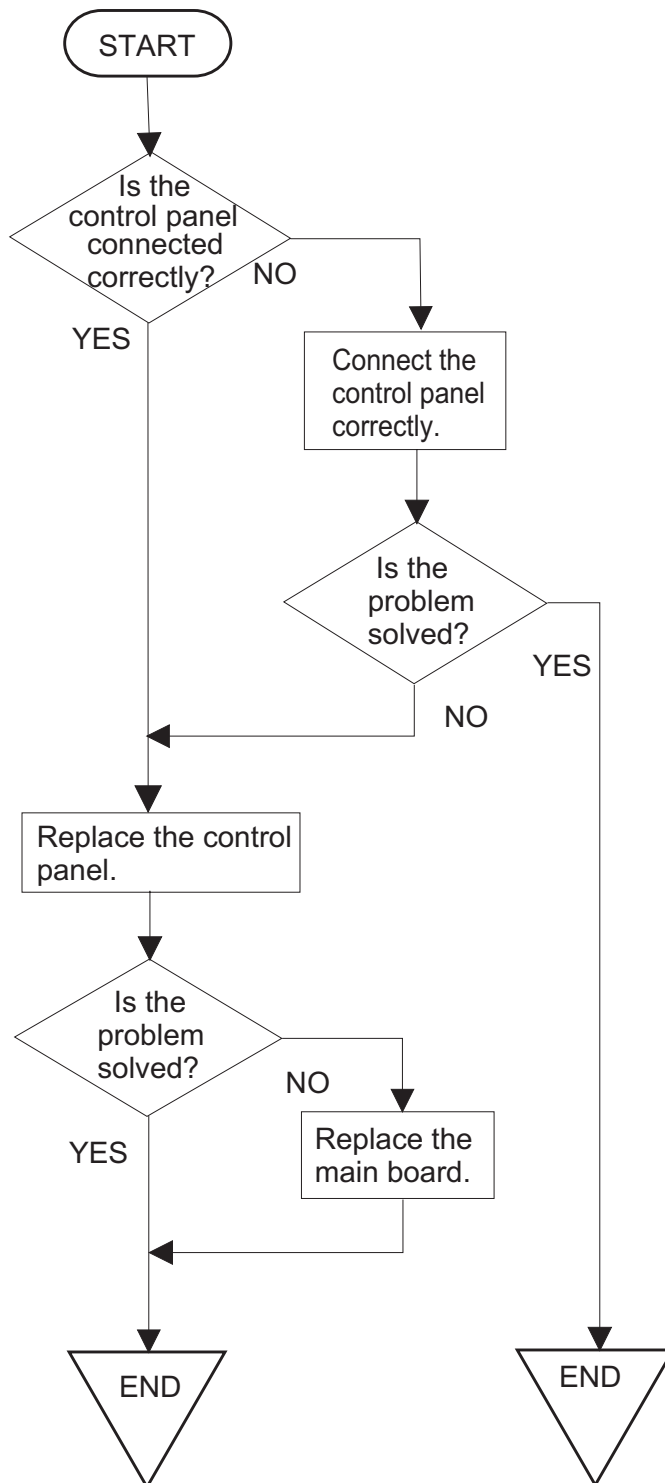 START
Is the
control panel
connected
correctly?
NO
YES
Connect the
control panel
correctly.
Is the
problem
solved?
YES
NO
Replace the control
panel.
Is the
problem
solved?
NO
YES
Replace the
main board.
END
END